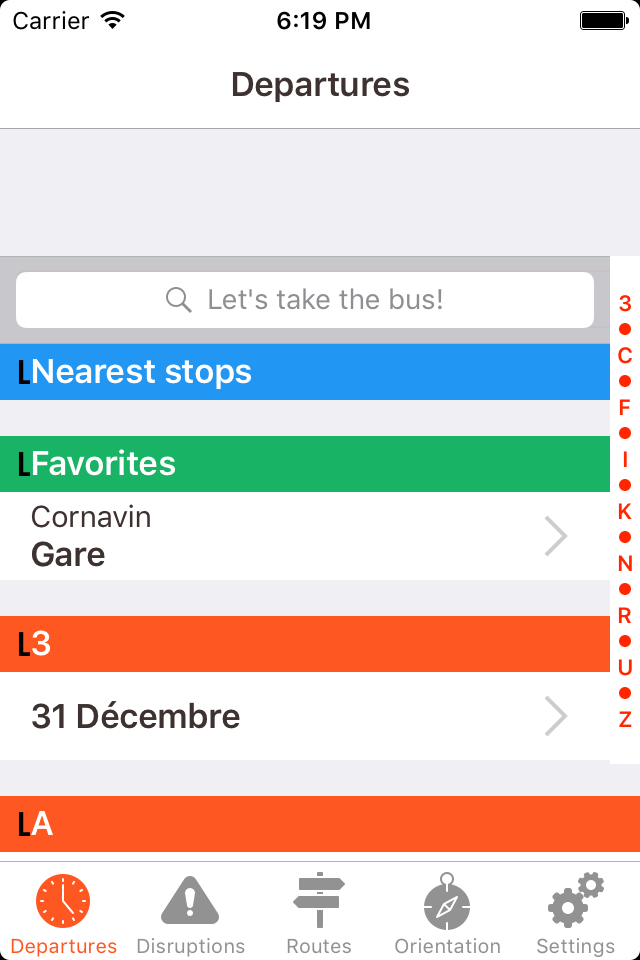 Carrier 6:19 PM
Departures
Let's take the bus!
LNearest stops
LFavorites
Cornavin
Gare
L3
31 Décembre
LA
3
C
F
I
K
N
R
U
Z
Departures Disruptions Routes Orientation Settings